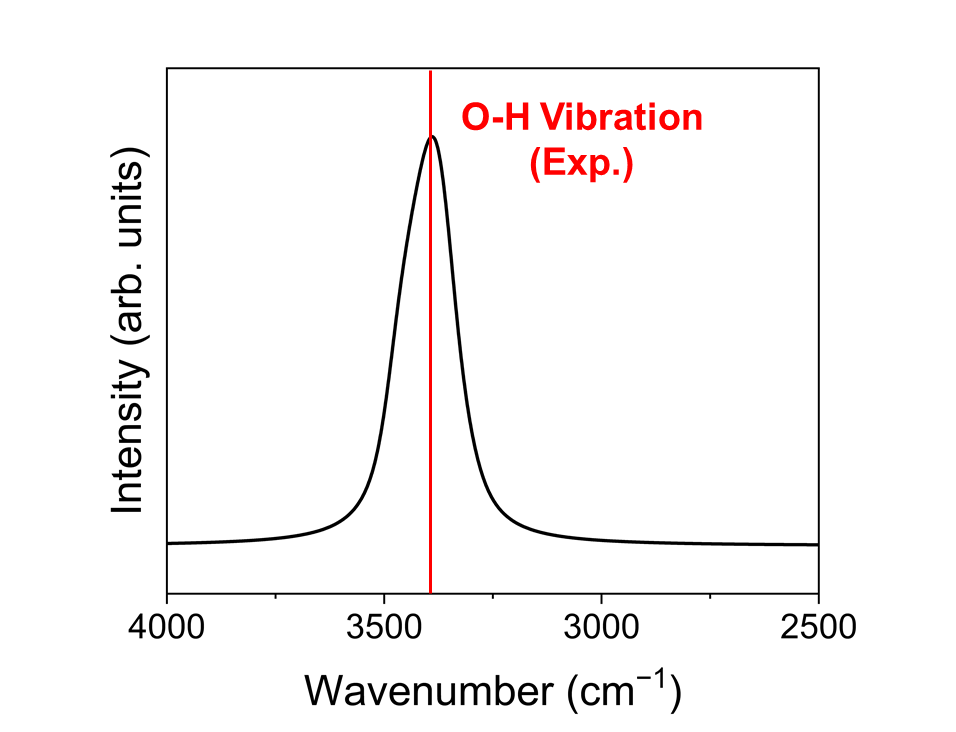 O-H Vibration
(Exp.)
Intensity (arb. units)
4000 3500 3000 2500
Wavenumber (cm⁻¹)